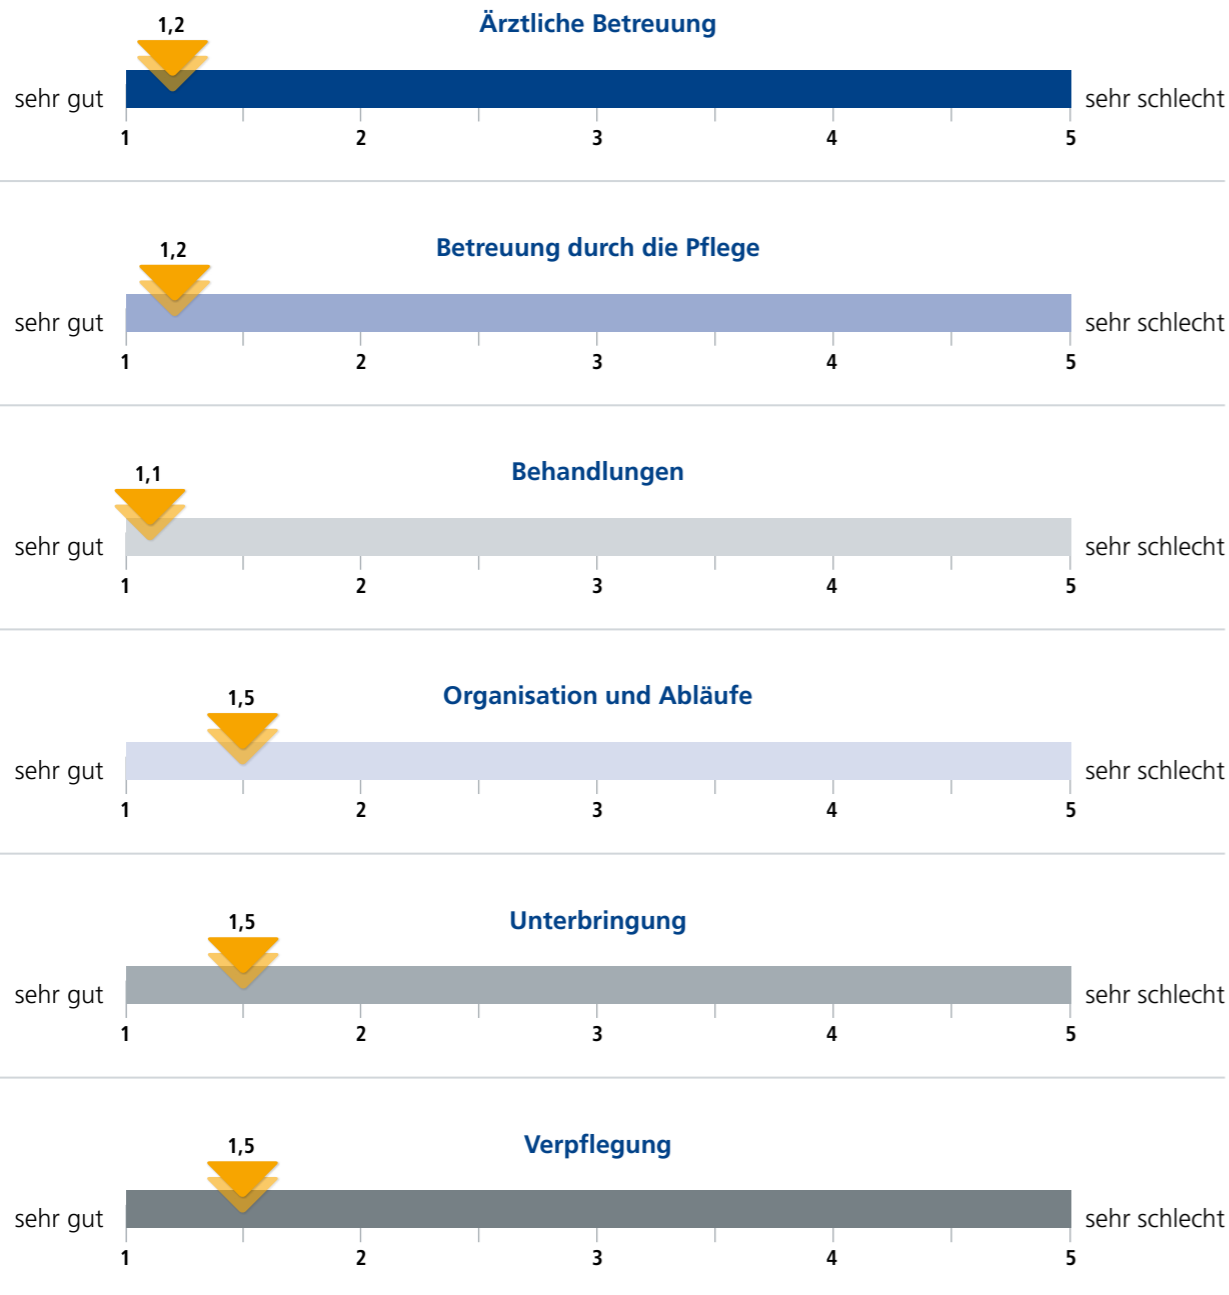 Ärztliche Betreuung
1,2
sehr gut sehr schlecht
1 2 3 4 5
Betreuung durch die Pflege
1,2
sehr gut sehr schlecht
1 2 3 4 5
Behandlungen
1,1
sehr gut sehr schlecht
1 2 3 4 5
Organisation und Abläufe
1,5
sehr gut sehr schlecht
1 2 3 4 5
Unterbringung
1,5
sehr gut sehr schlecht
1 2 3 4 5
Verpflegung
1,5
sehr gut sehr schlecht
1 2 3 4 5